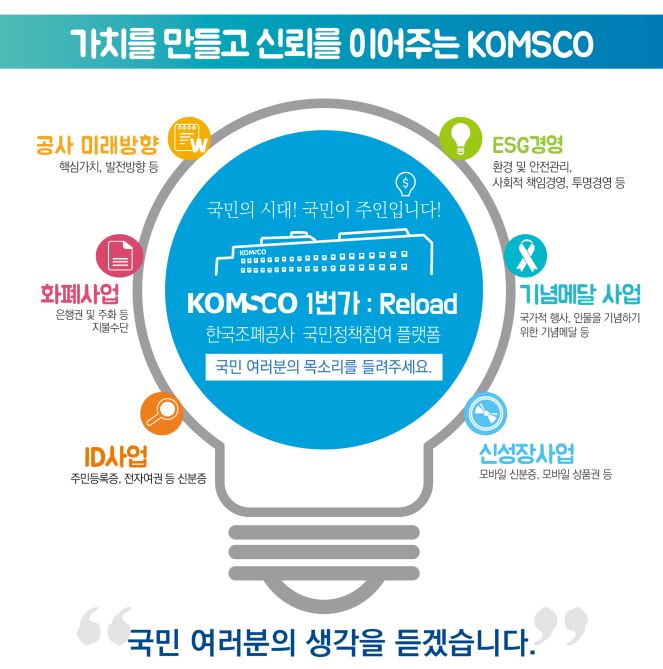 가치를 만들고 신뢰를 이어주는 KOMSCO
공사 미래방향
핵심가치, 발전방향 등
W
ESG경영
환경 및 안전관리,
사회적 책임경영, 투명경영 등
$
국민의 시대! 국민이 주인입니다!
KOMSCO
화폐사업
은행권 및 주화 등
지불수단
기념메달 사업
국가적 행사, 인물을 기념하기
위한 기념메달 등
KOMSCO 1번가 : Reload
한국조폐공사 국민정책참여 플랫폼
국민 여러분의 목소리를 들려주세요.
ID사업
주민등록증, 전자여권 등 신분증
신성장사업
모바일 신분증, 모바일 상품권 등
“국민 여러분의 생각을 듣겠습니다.”